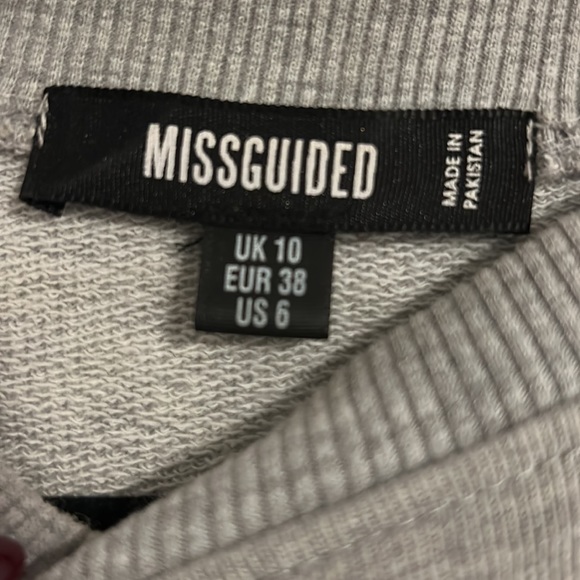 MISSGUIDED
MADE IN
PAKISTAN
UK 10
EUR 38
US 6